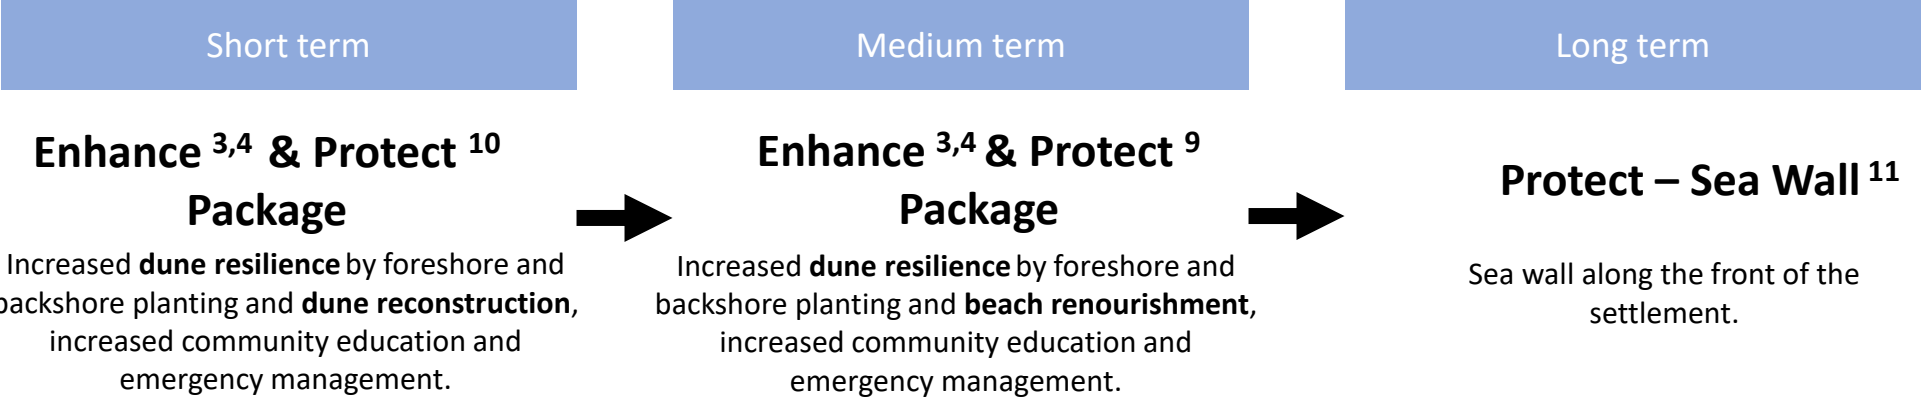 Short term
Medium term
Long term
Enhance 3,4 & Protect 10
Package
Increased dune resilience by foreshore and
backshore planting and dune reconstruction,
increased community education and
emergency management.
Enhance 3,4 & Protect 9
Package
Increased dune resilience by foreshore and
backshore planting and beach renourishment,
increased community education and
emergency management.
Protect – Sea Wall 11
Sea wall along the front of the
settlement.